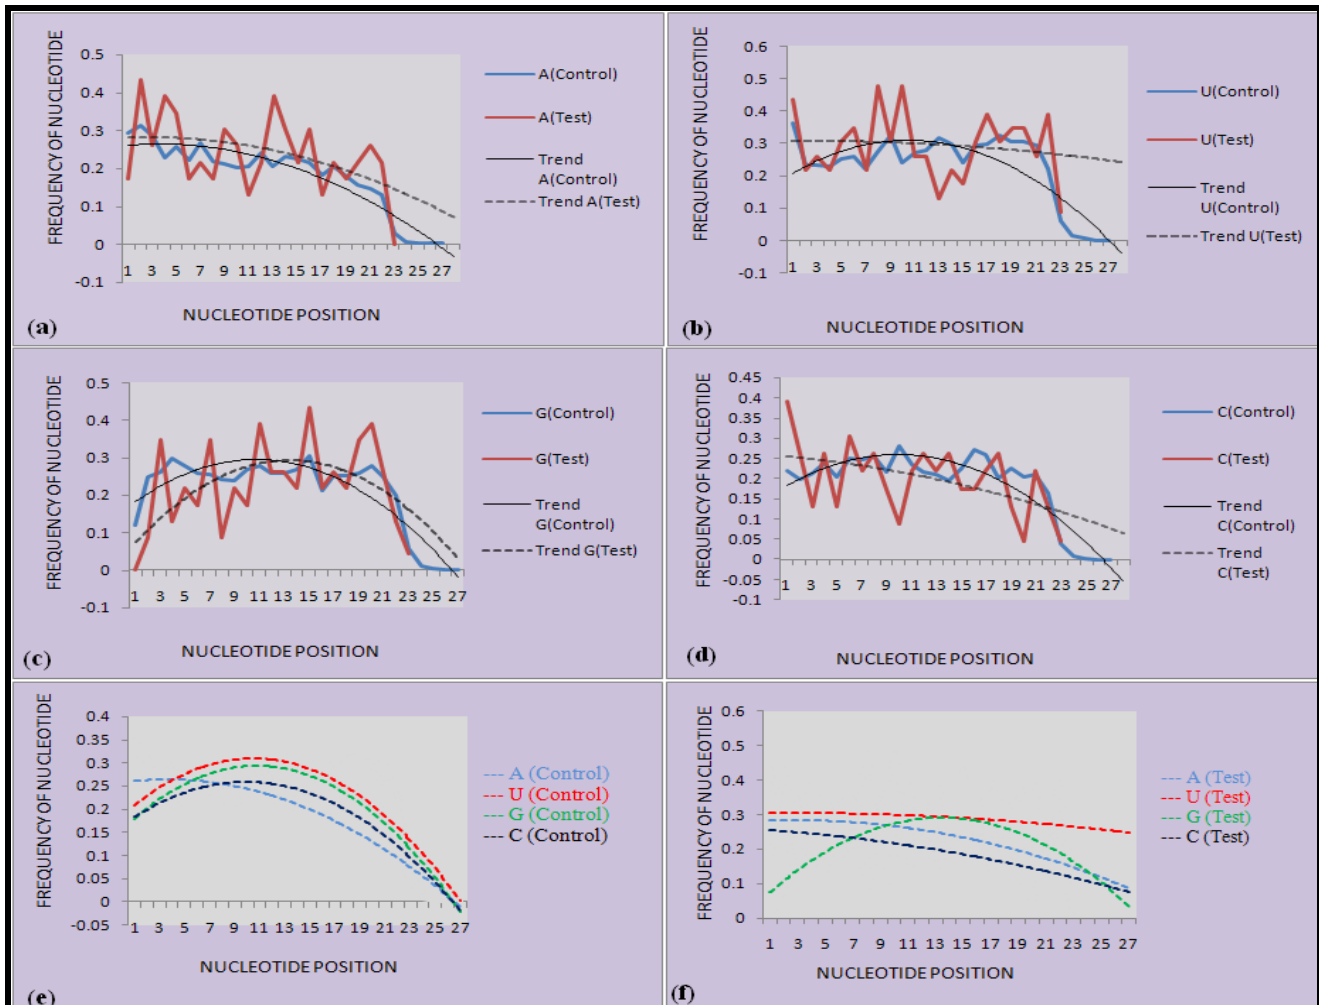 FREQUENCY OF NUCLEOTIDE
0.5
0.4
0.3
0.2
0.1
0
-0.1
1 3 5 7 9 11 13 15 17 19 21 23 25 27
NUCLEOTIDE POSITION
A(Control)
A(Test)
Trend
A(Control)
Trend A(Test)
(a)
FREQUENCY OF NUCLEOTIDE
0.6
0.5
0.4
0.3
0.2
0.1
0
-0.1
1 3 5 7 9 11 13 15 17 19 21 23 25 27
NUCLEOTIDE POSITION
U(Control)
U(Test)
Trend
U(Control)
Trend U(Test)
(b)
FREQUENCY OF NUCLEOTIDE
0.5
0.4
0.3
0.2
0.1
0
-0.1
1 3 5 7 9 11 13 15 17 19 21 23 25 27
NUCLEOTIDE POSITION
G(Control)
G(Test)
Trend
G(Control)
Trend G(Test)
(c)
FREQUENCY OF NUCLEOTIDE
0.45
0.4
0.35
0.3
0.25
0.2
0.15
0.1
0.05
0
-0.05
-0.1
1 3 5 7 9 11 13 15 17 19 21 23 25 27
NUCLEOTIDE POSITION
C(Control)
C(Test)
Trend
C(Control)
Trend
C(Test)
(d)
FREQUENCY OF NUCLEOTIDE
0.4
0.35
0.3
0.25
0.2
0.15
0.1
0.05
0
-0.05
1 3 5 7 9 11 13 15 17 19 21 23 25 27
NUCLEOTIDE POSITION
A (Control)
U (Control)
G (Control)
C (Control)
(e)
FREQUENCY OF NUCLEOTIDE
0.6
0.5
0.4
0.3
0.2
0.1
0
1 3 5 7 9 11 13 15 17 19 21 23 25 27
NUCLEOTIDE POSITION
A (Test)
U (Test)
G (Test)
C (Test)
(f)